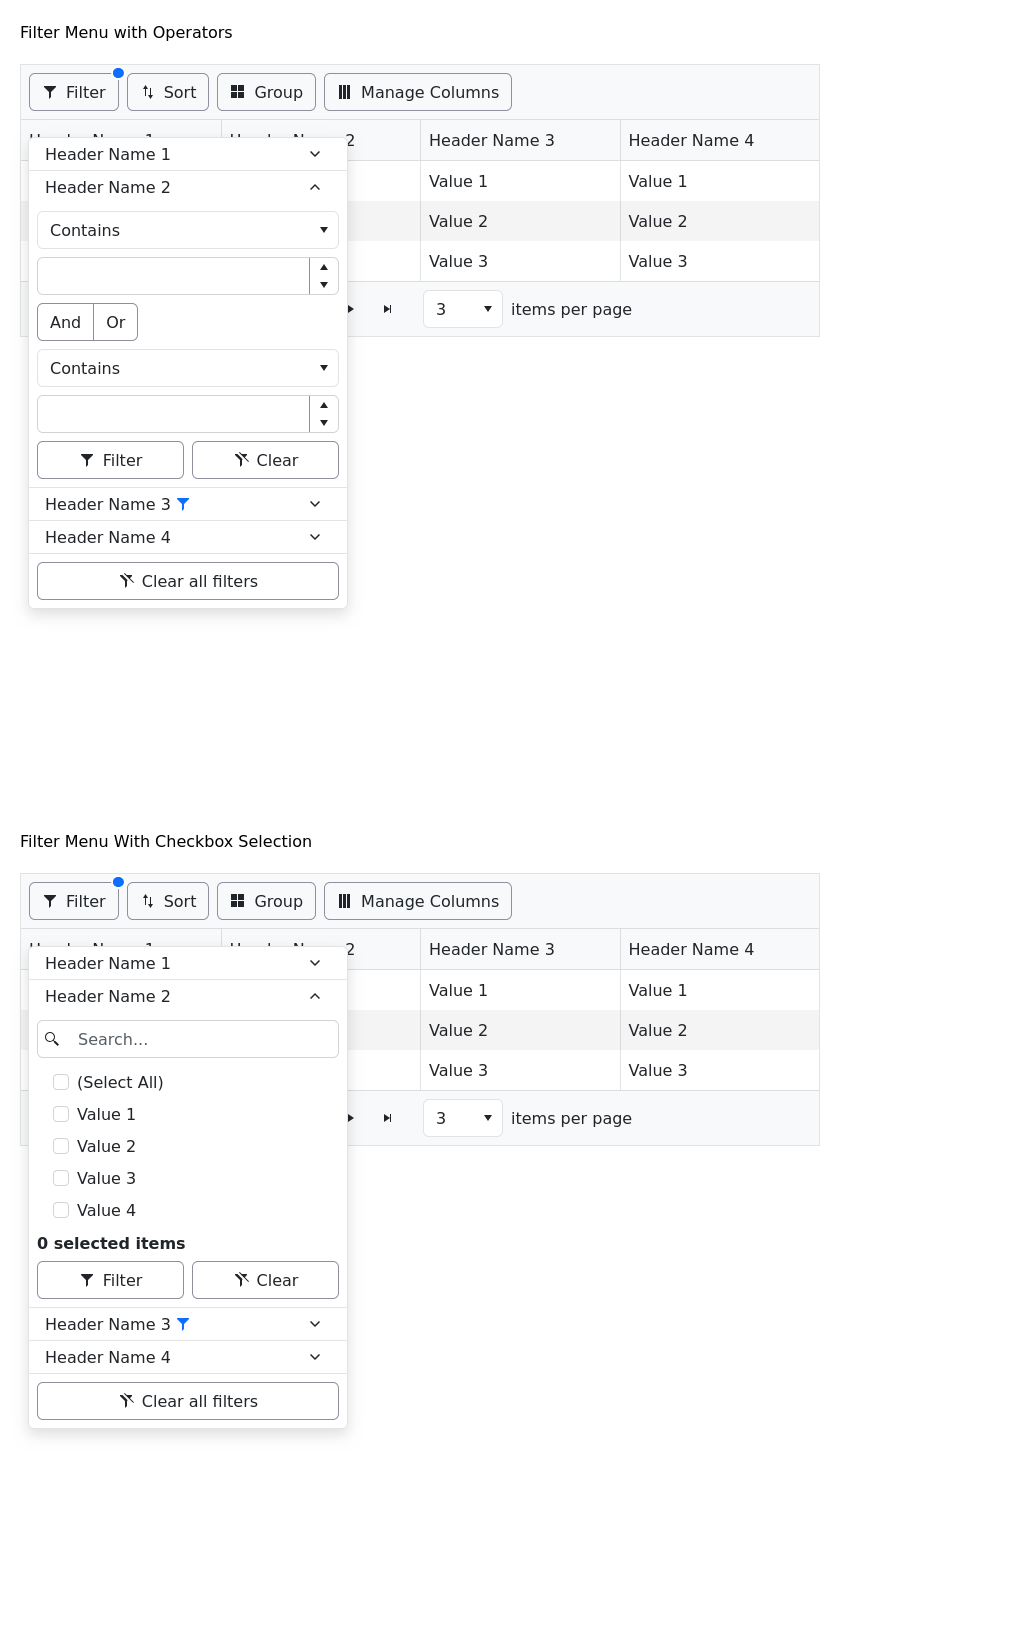 Filter Menu with Operators
Filter Sort Group Manage Columns
2 Header Name 3 Header Name 4
Header Name 1
Value 1 Value 1
Header Name 2
Value 2 Value 2
Contains
Value 3 Value 3
3 items per page
And Or
Contains
Filter Clear
Header Name 3
Header Name 4
Clear all filters
Filter Menu With Checkbox Selection
Filter Sort Group Manage Columns
2 Header Name 3 Header Name 4
Header Name 1
Value 1 Value 1
Header Name 2
Value 2 Value 2
Search...
Value 3 Value 3
(Select All)
Value 1
3 items per page
Value 2
Value 3
Value 4
0 selected items
Filter Clear
Header Name 3
Header Name 4
Clear all filters